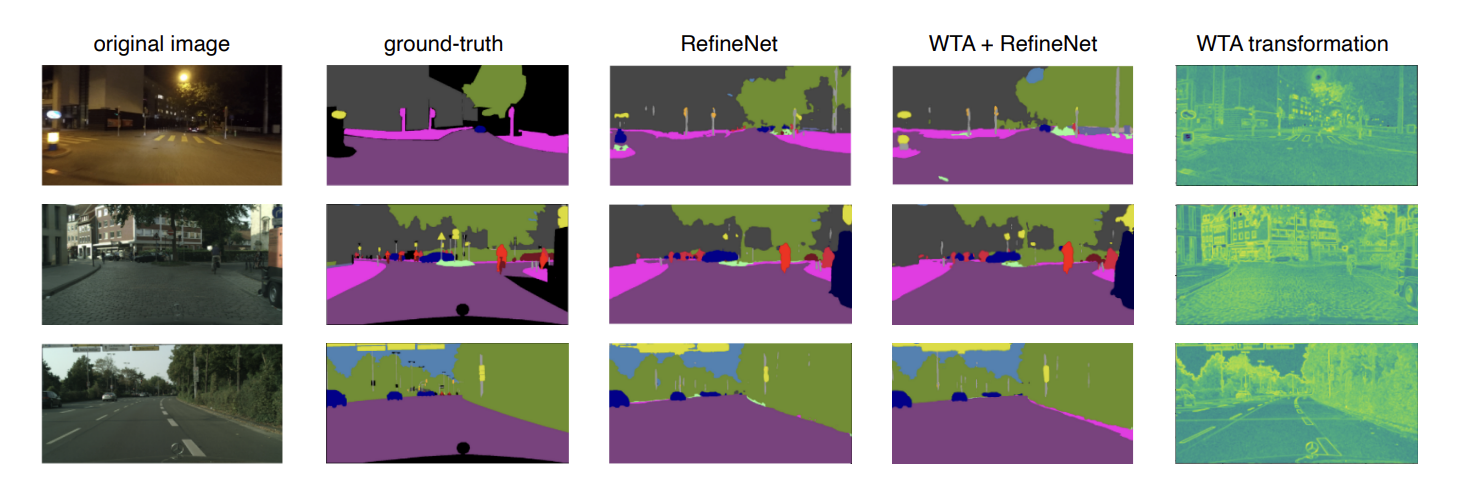 original image
ground-truth
RefineNet
WTA + RefineNet
WTA transformation